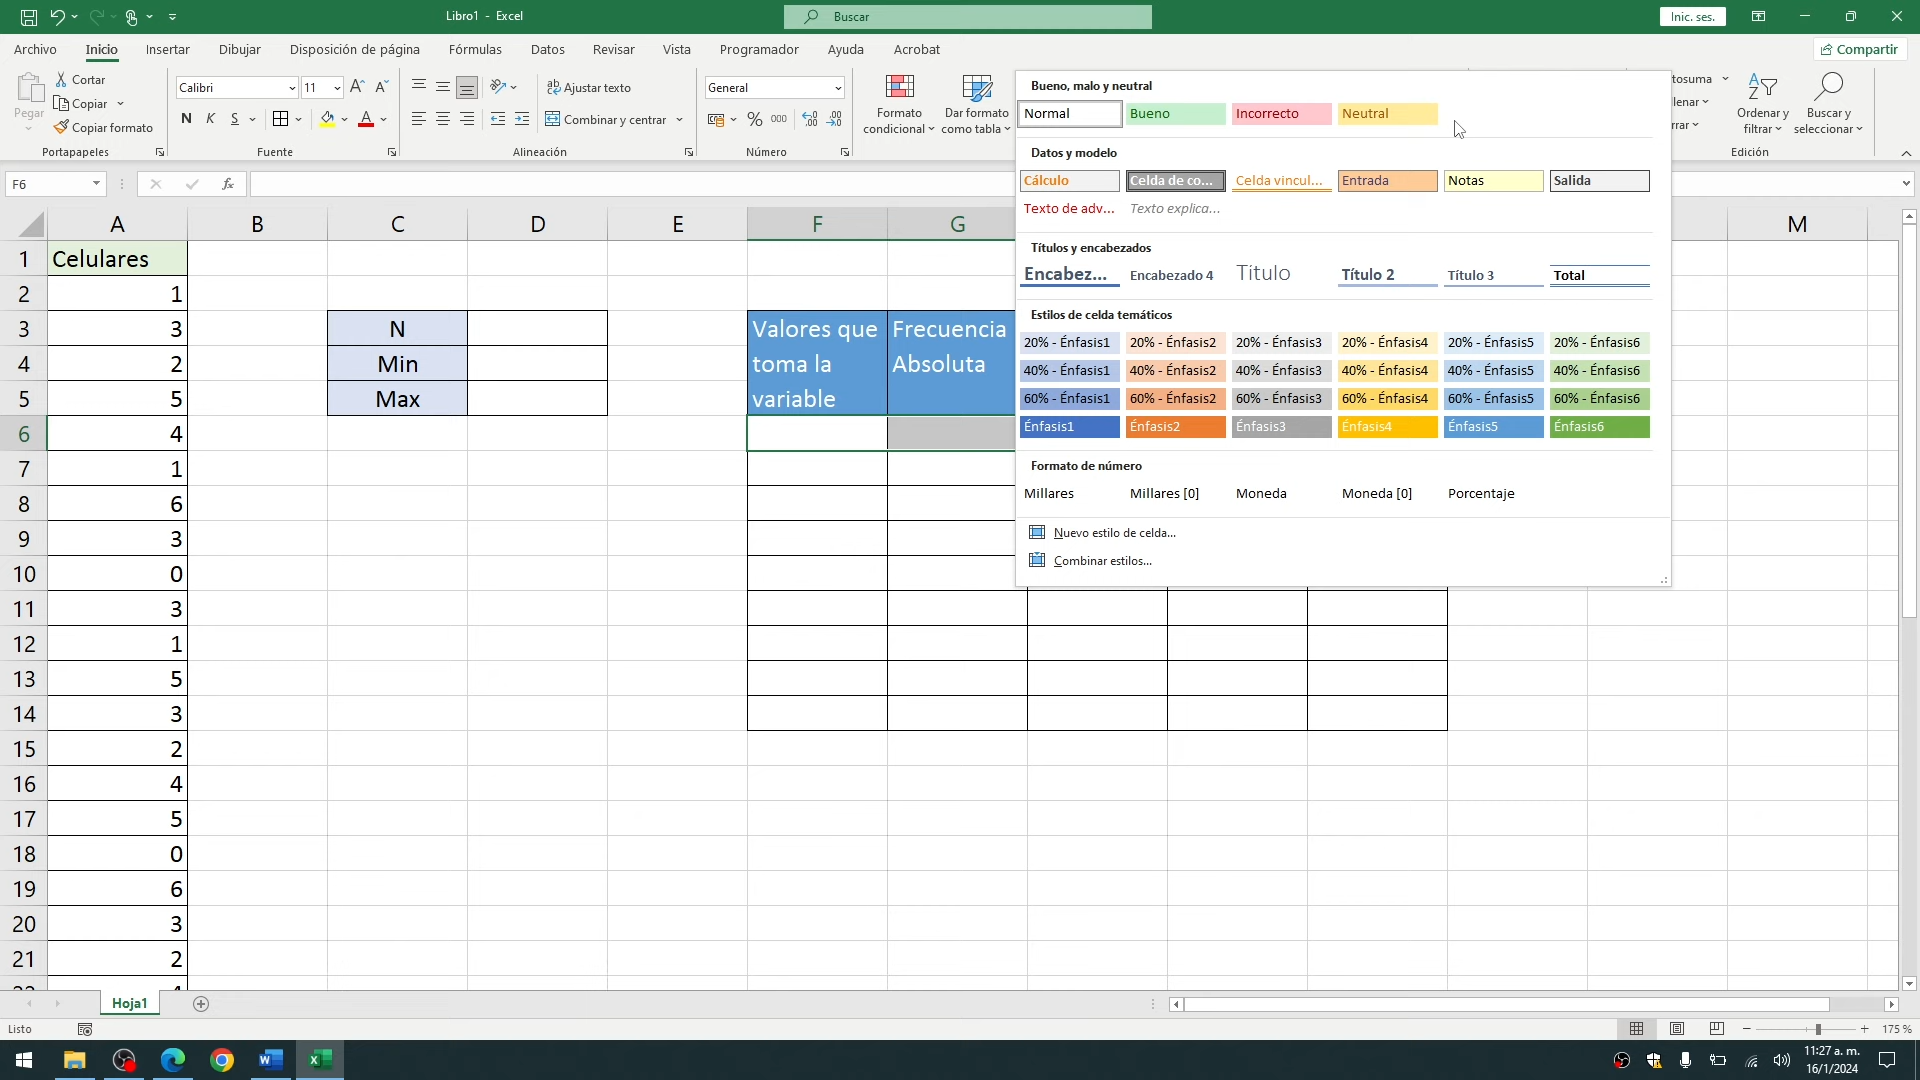 Libro1 - Excel
Buscar
Inic. ses.
Archivo Inicio Insertar Dibujar Disposición de página Fórmulas Datos Revisar Vista Programador Ayuda Acrobat
Compartir
Pegar
Cortar
Copiar
Copiar formato
Portapapeles
Calibri 11
N K S
Fuente
Ajustar texto
Combinar y centrar
Alineación
General
% 000
Número
Formato condicional
Dar formato como tabla
Ordenar y filtrar
Buscar y seleccionar
Edición
Bueno, malo y neutral
Normal Bueno Incorrecto Neutral
Datos y modelo
Cálculo Celda de co... Celda vincul... Entrada Notas Salida
Texto de adv... Texto explica...
Títulos y encabezados
Encabez... Encabezado 4 Título Título 2 Título 3 Total
Estilos de celda temáticos
20% - Énfasis1 20% - Énfasis2 20% - Énfasis3 20% - Énfasis4 20% - Énfasis5 20% - Énfasis6
40% - Énfasis1 40% - Énfasis2 40% - Énfasis3 40% - Énfasis4 40% - Énfasis5 40% - Énfasis6
60% - Énfasis1 60% - Énfasis2 60% - Énfasis3 60% - Énfasis4 60% - Énfasis5 60% - Énfasis6
Énfasis1 Énfasis2 Énfasis3 Énfasis4 Énfasis5 Énfasis6
Formato de número
Millares Millares [0] Moneda Moneda [0] Porcentaje
Nuevo estilo de celda...
Combinar estilos...
F6 fx
A B C D E F G M
1 Celulares
2 1
3 3 N Valores que Frecuencia
4 2 Min toma la Absoluta
5 5 Max variable
6 4
7 1
8 6
9 3
10 0
11 3
12 1
13 5
14 3
15 2
16 4
17 5
18 0
19 6
20 3
21 2
Hoja1
Listo
175 %
11:27 a. m.
16/1/2024